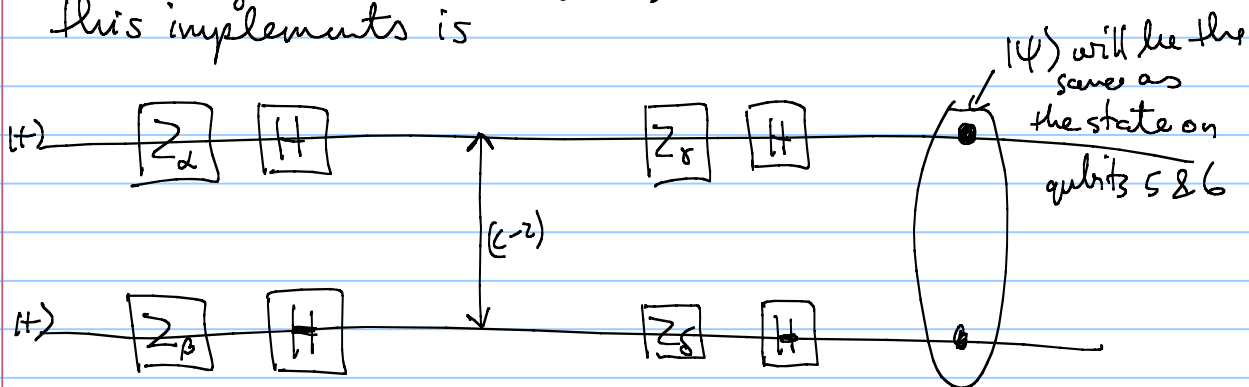 this implements is
|ψ⟩ will be the
same as
the state on
qubits 5 & 6
|+⟩ Z_α H Z_γ H
(c-z)
|+⟩ Z_β H Z_δ H